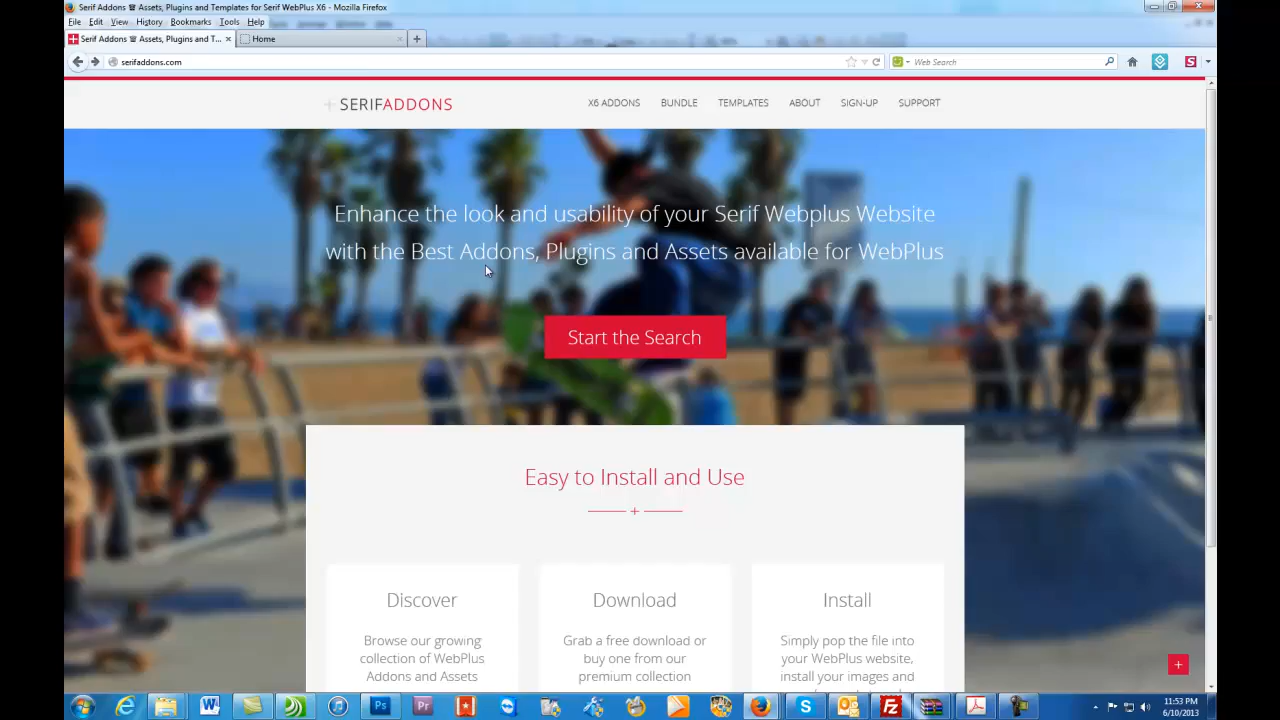 Serif Addons ♕ Assets, Plugins and Templates for Serif WebPlus X6 - Mozilla Firefox
File Edit View History Bookmarks Tools Help
Serif Addons ♕ Assets, Plugins and T... × Home × +
serifaddons.com
Web Search
+ SERIFADDONS
X6 ADDONS BUNDLE TEMPLATES ABOUT SIGN-UP SUPPORT
Enhance the look and usability of your Serif Webplus Website
with the Best Addons, Plugins and Assets available for WebPlus
Start the Search
Easy to Install and Use
+
Discover
Browse our growing
collection of WebPlus
Addons and Assets
Download
Grab a free download or
buy one from our
premium collection
Install
Simply pop the file into
your WebPlus website,
install your images and
+
W Ps Pr S Fz
11:53 PM
6/10/2013